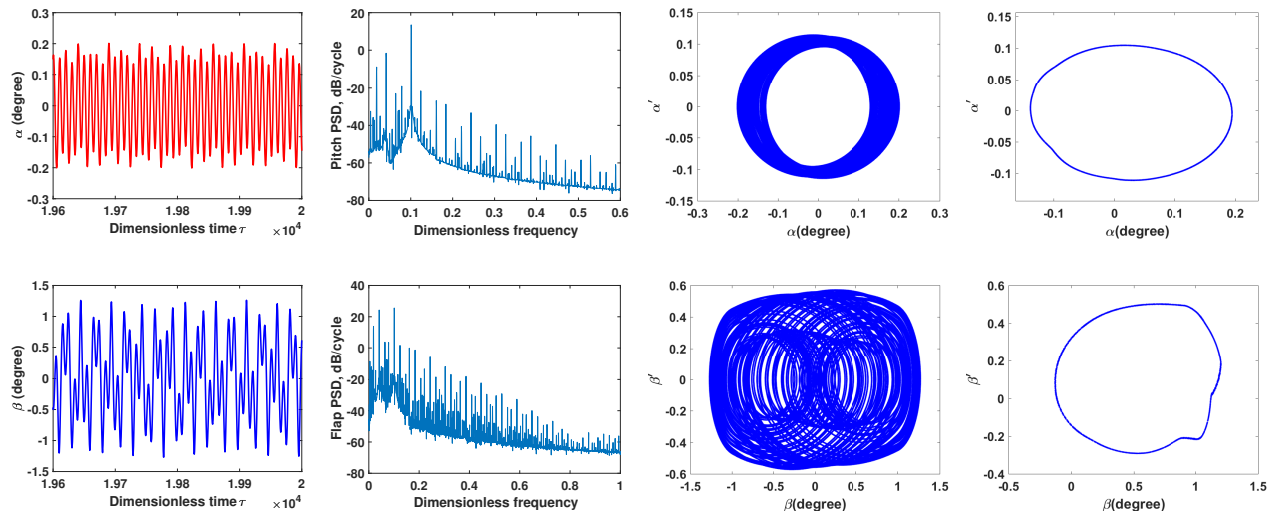 α (degree)
0.3
0.2
0.1
0
-0.1
-0.2
0.3
1.96 1.97 1.98 1.99 2
Dimensionless time τ ×10⁴
Pitch PSD, dB/cycle
20
0
-20
-40
-60
-80
0 0.1 0.2 0.3 0.4 0.5 0.6
Dimensionless frequency
α′
0.15
0.1
0.05
0
-0.05
-0.1
-0.15
-0.3 -0.2 -0.1 0 0.1 0.2 0.3
α(degree)
α′
0.15
0.1
0.05
0
-0.05
-0.1
-0.1 0 0.1 0.2
α(degree)
β (degree)
1.5
1
0.5
0
-0.5
-1
1.5
1.96 1.97 1.98 1.99 2
Dimensionless time τ ×10⁴
Flap PSD, dB/cycle
40
20
0
-20
-40
-60
-80
0 0.2 0.4 0.6 0.8 1
Dimensionless frequency
β′
0.6
0.4
0.2
0
-0.2
-0.4
-0.6
-1.5 -1 -0.5 0 0.5 1 1.5
β(degree)
β′
0.6
0.4
0.2
0
-0.2
-0.4
-0.5 0 0.5 1 1.5
β(degree)